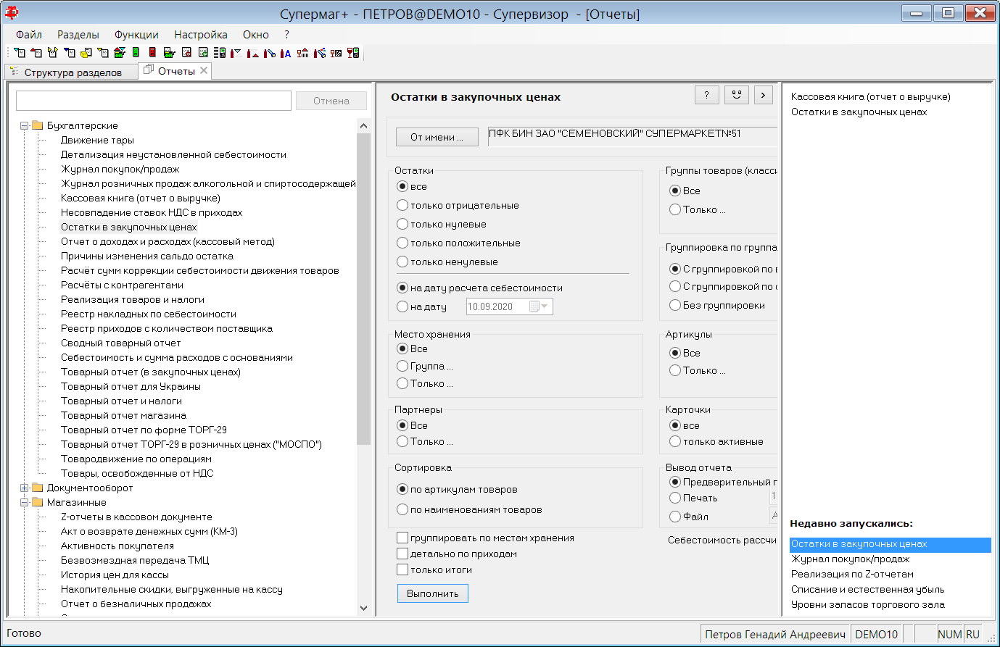 Супермаг+ - ПЕТРОВ@DEMO10 - Супервизор - [Отчеты]
Файл Разделы Функции Настройка Окно ?
Структура разделов Отчеты
Отмена
Бухгалтерские
Движение тары
Детализация неустановленной себестоимости
Журнал покупок/продаж
Журнал розничных продаж алкогольной и спиртосодержащей
Кассовая книга (отчет о выручке)
Несовпадение ставок НДС в приходах
Остатки в закупочных ценах
Отчет о доходах и расходах (кассовый метод)
Причины изменения сальдо остатка
Расчёт сумм коррекции себестоимости движения товаров
Расчёты с контрагентами
Реализация товаров и налоги
Реестр накладных по себестоимости
Реестр приходов с количеством поставщика
Сводный товарный отчет
Себестоимость и сумма расходов с основаниями
Товарный отчет (в закупочных ценах)
Товарный отчет для Украины
Товарный отчет и налоги
Товарный отчет магазина
Товарный отчет по форме ТОРГ-29
Товарный отчет ТОРГ-29 в розничных ценах ("МОСПО")
Товародвижение по операциям
Товары, освобожденные от НДС
Документооборот
Магазинные
Z-отчеты в кассовом документе
Акт о возврате денежных сумм (КМ-3)
Активность покупателя
Безвозмездная передача ТМЦ
История цен для кассы
Накопительные скидки, выгруженные на кассу
Отчет о безналичных продажах
Остатки в закупочных ценах
?
>
От имени ...
ПФК БИН ЗАО "СЕМЕНОВСКИЙ" СУПЕРМАРКЕТ№51
Остатки
все
только отрицательные
только нулевые
только положительные
только ненулевые
на дату расчета себестоимости
на дату 10.09.2020
Место хранения
Все
Группа ...
Только ...
Партнеры
Все
Только ...
Сортировка
по артикулам товаров
по наименованиям товаров
группировать по местам хранения
детально по приходам
только итоги
Выполнить
Группы товаров (класси
Все
Только ...
Группировка по группа
С группировкой по в
С группировкой по с
Без группировки
Артикулы
Все
Только ...
Карточки
все
только активные
Вывод отчета
Предварительный п
Печать 1
Файл A
Себестоимость рассчи
Кассовая книга (отчет о выручке)
Остатки в закупочных ценах
Недавно запускались:
Остатки в закупочных ценах
Журнал покупок/продаж
Реализация по Z-отчетам
Списание и естественная убыль
Уровни запасов торгового зала
Готово
Петров Генадий Андреевич DEMO10 NUM RU